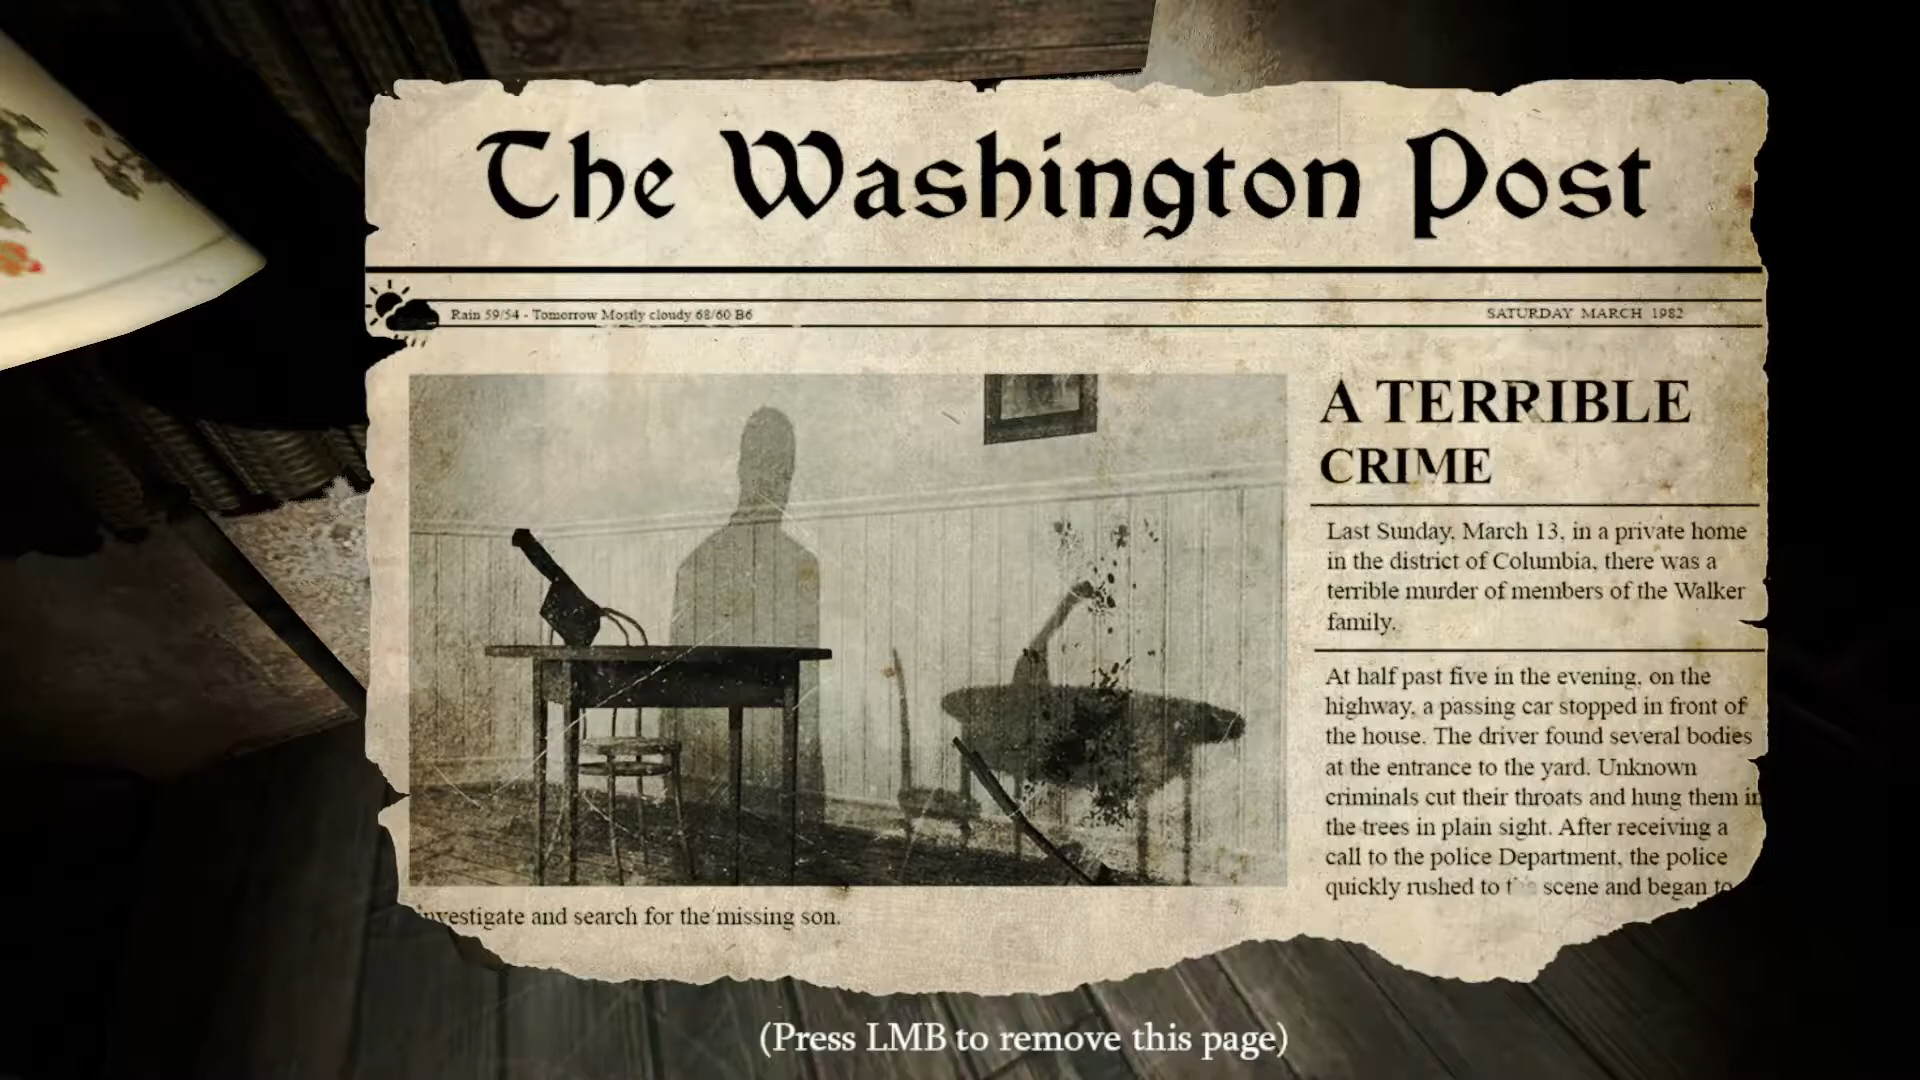 The Washington Post
Rain 59/54 - Tomorrow Mostly cloudy 68/60 B6
SATURDAY MARCH 1982
A TERRIBLE
CRIME
Last Sunday, March 13, in a private home
in the district of Columbia, there was a
terrible murder of members of the Walker
family.
At half past five in the evening, on the
highway, a passing car stopped in front of
the house. The driver found several bodies
at the entrance to the yard. Unknown
criminals cut their throats and hung them in
the trees in plain sight. After receiving a
call to the police Department, the police
quickly rushed to the scene and began to
investigate and search for the missing son.
(Press LMB to remove this page)